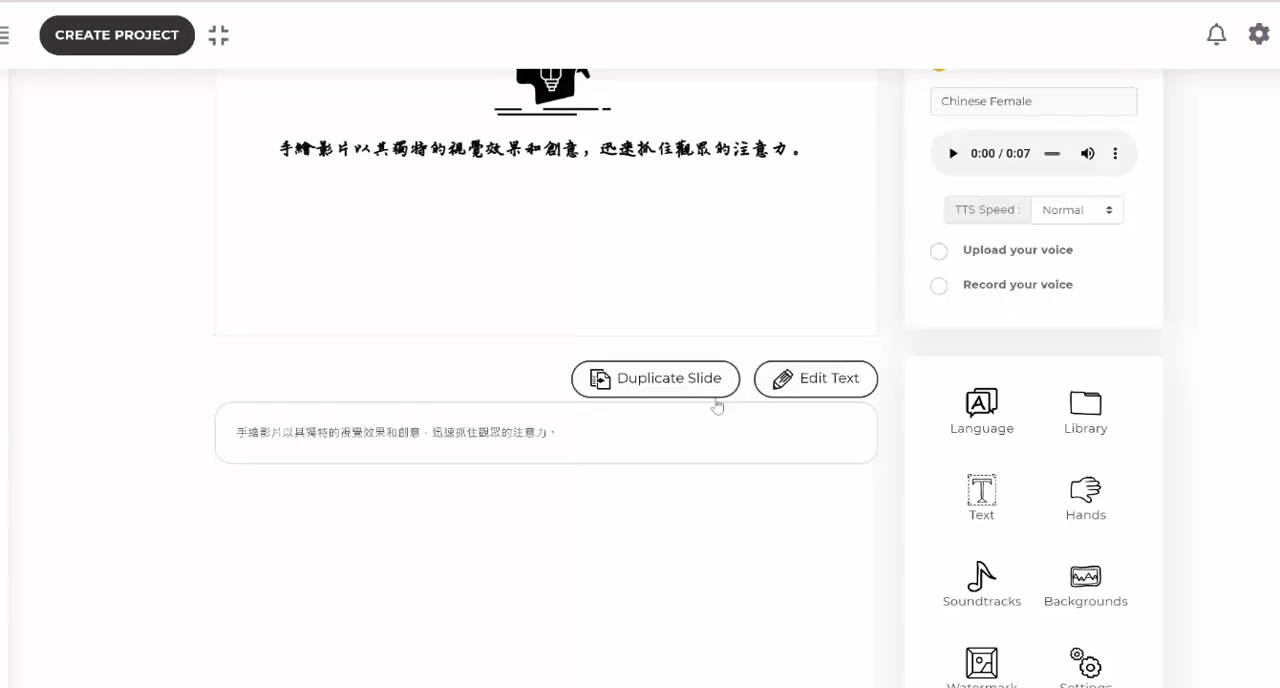 CREATE PROJECT
手繪影片以其獨特的視覺效果和創意，迅速抓住觀眾的注意力。
Duplicate Slide
Edit Text
手繪影片以其獨特的視覺效果和創意，迅速抓住觀眾的注意力。
Chinese Female
0:00 / 0:07
TTS Speed :
Normal
Upload your voice
Record your voice
Language
Library
Text
Hands
Soundtracks
Backgrounds
Watermark
Settings